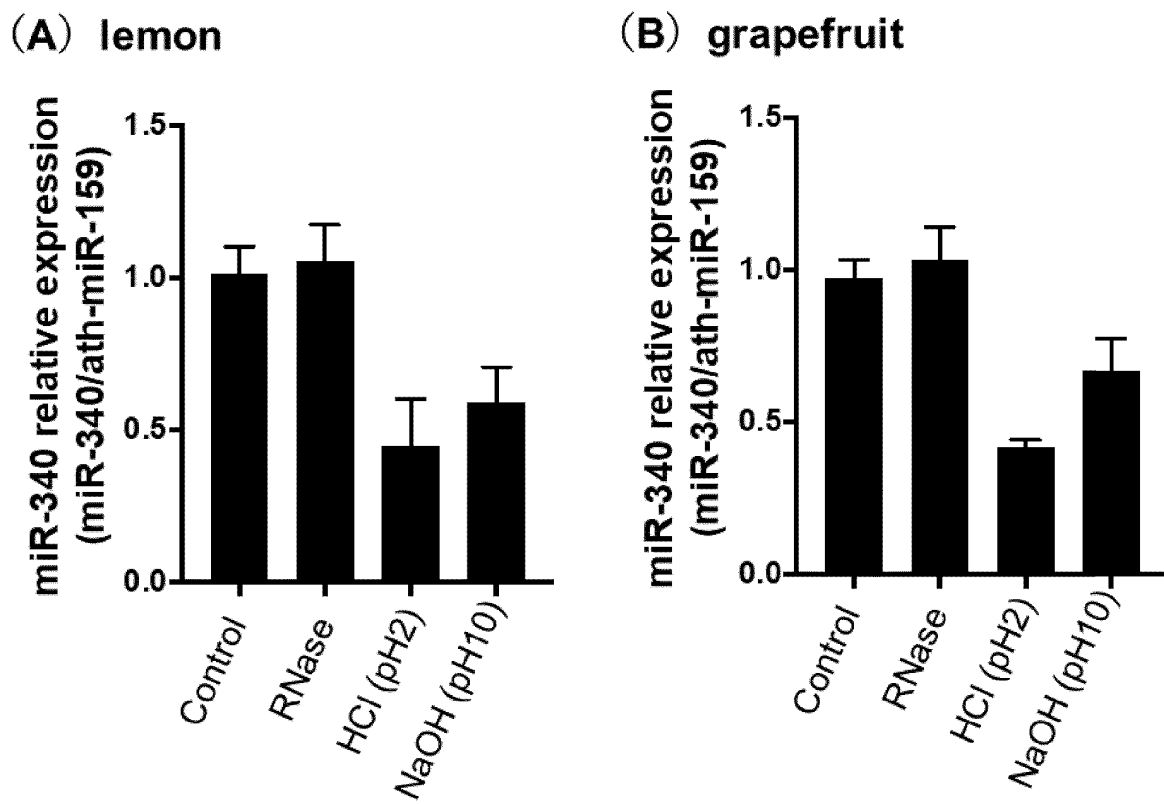 （A）lemon
miR-340 relative expression
(miR-340/ath-miR-159)
1.5
1.0
0.5
0.0
Control
RNase
HCl (pH2)
NaOH (pH10)
（B）grapefruit
miR-340 relative expression
(miR-340/ath-miR-159)
1.5
1.0
0.5
0.0
Control
RNase
HCl (pH2)
NaOH (pH10)